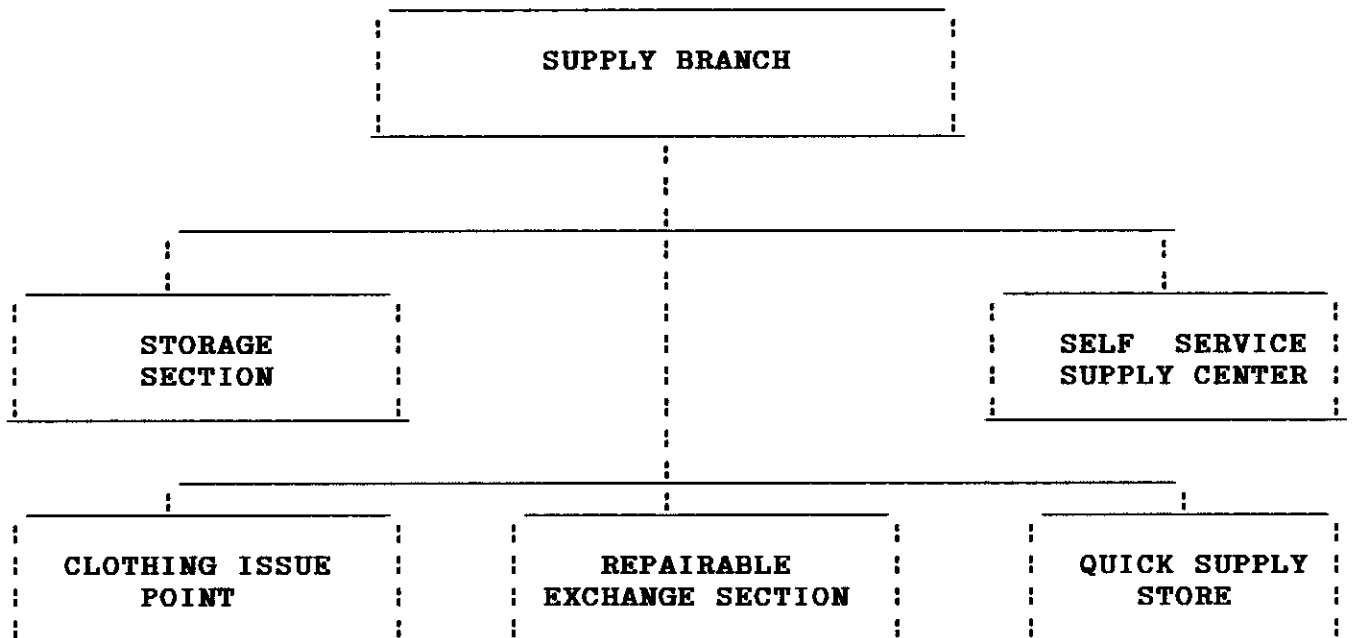 SUPPLY BRANCH
STORAGE
SECTION
SELF SERVICE
SUPPLY CENTER
CLOTHING ISSUE
POINT
REPAIRABLE
EXCHANGE SECTION
QUICK SUPPLY
STORE